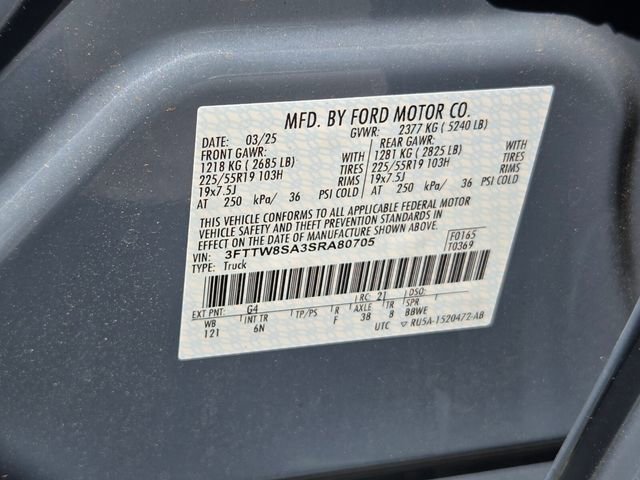 MFD. BY FORD MOTOR CO.
DATE: 03/25 GVWR: 2377 KG ( 5240 LB)
FRONT GAWR: REAR GAWR:
1218 KG ( 2685 LB) WITH 1281 KG ( 2825 LB) WITH
225/55R19 103H TIRES 225/55R19 103H TIRES
19x7.5J RIMS 19x7.5J RIMS
AT 250 kPa/ 36 PSI COLD AT 250 kPa/ 36 PSI COLD
THIS VEHICLE CONFORMS TO ALL APPLICABLE FEDERAL MOTOR
VEHICLE SAFETY AND THEFT PREVENTION STANDARDS IN
EFFECT ON THE DATE OF MANUFACTURE SHOWN ABOVE.
VIN: 3FTTW8SA3SRA80705 F0165
TYPE: Truck T0369
EXT PNT: G4 RC: 21 DSO:
WB INT TR TP/PS R AXLE TR SPR
121 6N F 38 8 BBWE
UTC ▽ RU5A-1520472-AB